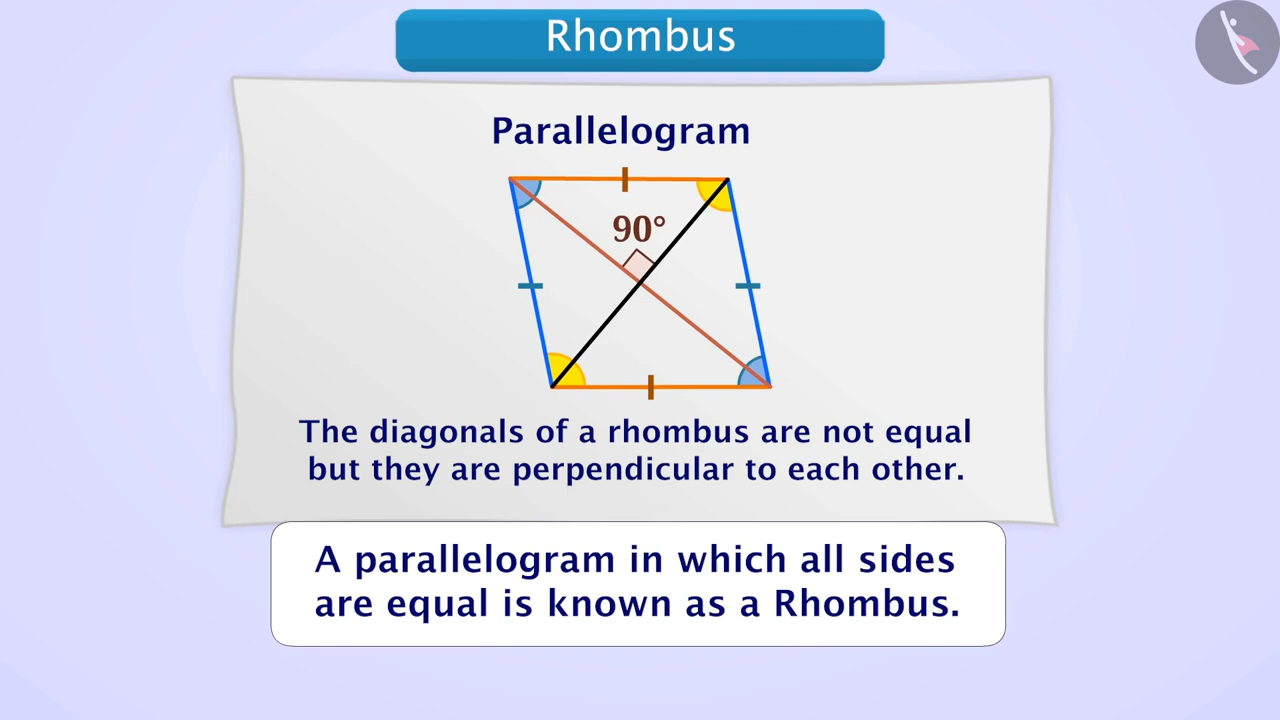 Rhombus
Parallelogram
90°
The diagonals of a rhombus are not equal
but they are perpendicular to each other.
A parallelogram in which all sides
are equal is known as a Rhombus.